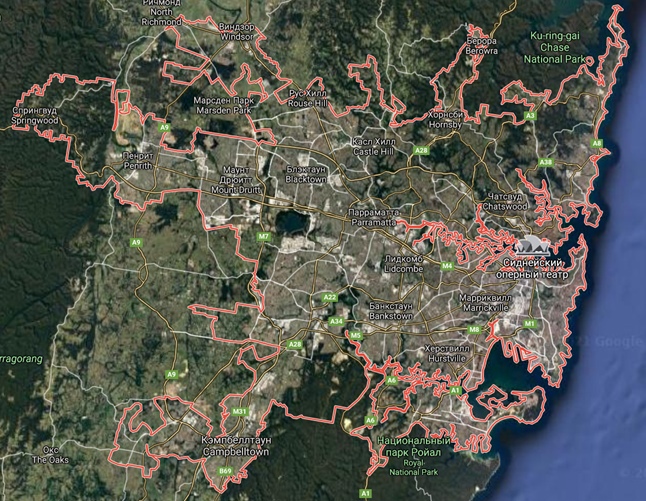 Ричмонд
North
Richmond
Виндзор
Windsor
Берора
Berowra
Ku-ring-gai
Chase
National Park
Спрингвуд
Springwood
Марсден Парк
Marsden Park
Рус Хилл
Rouse Hill
Хорнсби
Hornsby
A3
A8
A9
Касл Хилл
Castle Hill
A28
A38
Пенрит
Penrith
Маунт
Дрюитт
Mount Druitt
Блэктаун
Blacktown
Чатсвуд
Chatswood
Парраматта
Parramatta
A9
M7
Лидкомб
Lidcombe
M4
Сиднейский
оперный театр
A22
Банкстаун
Bankstown
Марриквилл
Marrickville
A34
M5
M8
M1
A28
Херствилл
Hurstville
rragorang
A9
A6
A1
M31
A6
Кэмпбеллтаун
Campbelltown
Национальный
парк Ройал
Royal
National Park
Окс
The Oaks
B69
A1